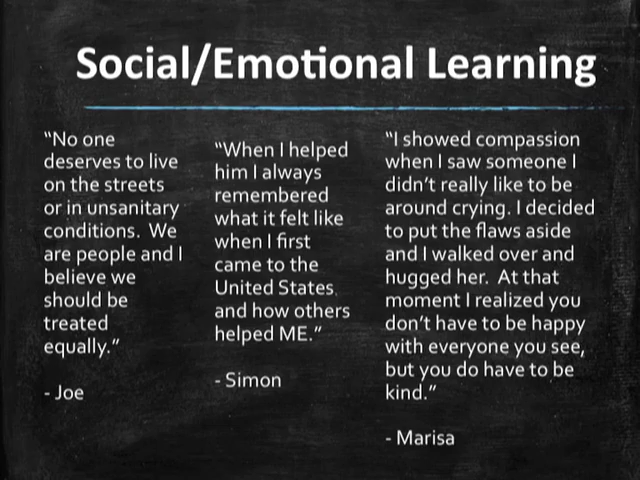 Social/Emotional Learning
“No one
deserves to live
on the streets
or in unsanitary
conditions.  We
are people and I
believe we
should be
treated
equally.”
- Joe
“When I helped
him I always
remembered
what it felt like
when I first
came to the
United States
and how others
helped ME.”
- Simon
“I showed compassion
when I saw someone I
didn’t really like to be
around crying. I decided
to put the flaws aside
and I walked over and
hugged her.  At that
moment I realized you
don’t have to be happy
with everyone you see,
but you do have to be
kind.”
- Marisa